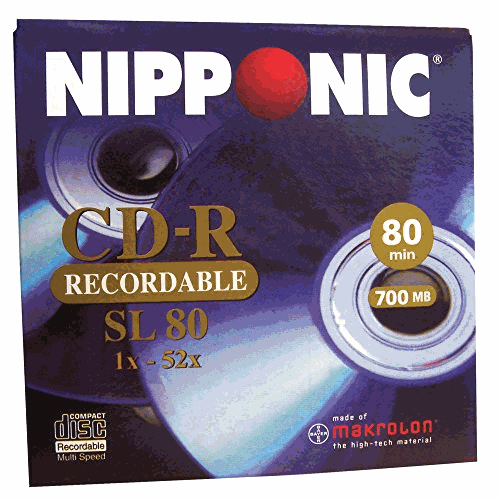 NIPPONIC®
CD-R
RECORDABLE
SL 80
1x - 52x
80
min
700 MB
COMPACT
disc
Recordable
Multi Speed
BAYER
made of
makrolon®
the high-tech material